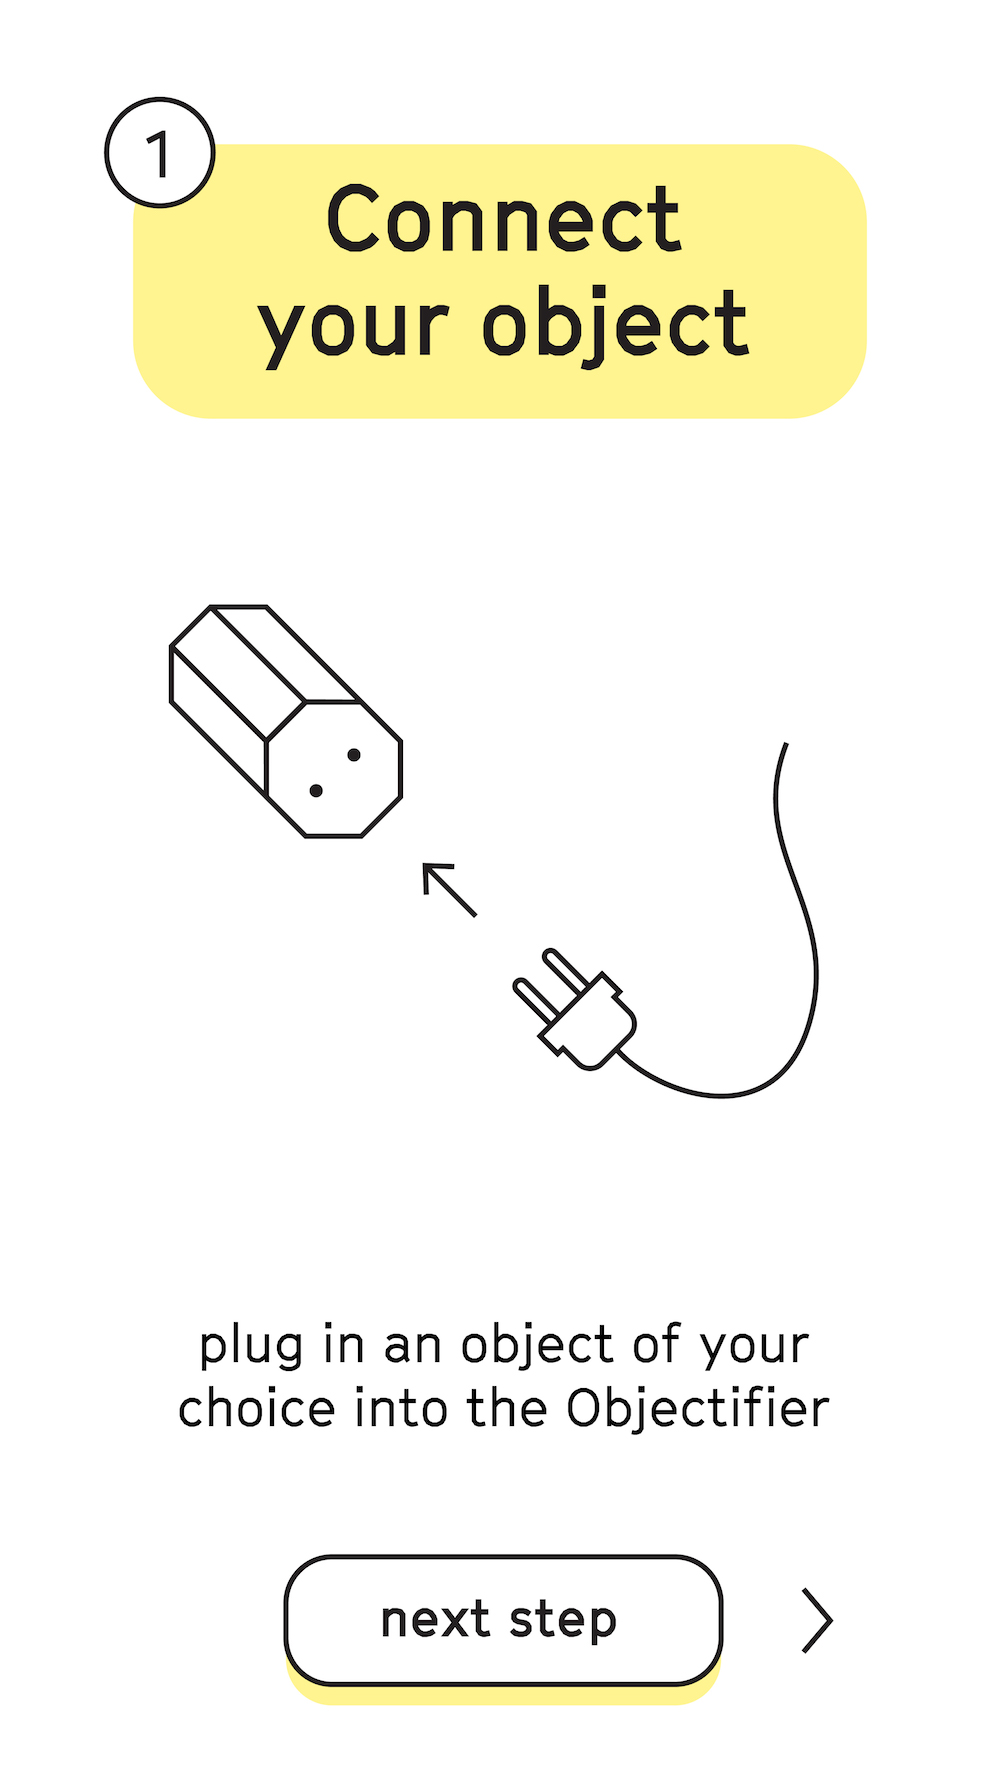 1
Connect
your object
plug in an object of your
choice into the Objectifier
next step